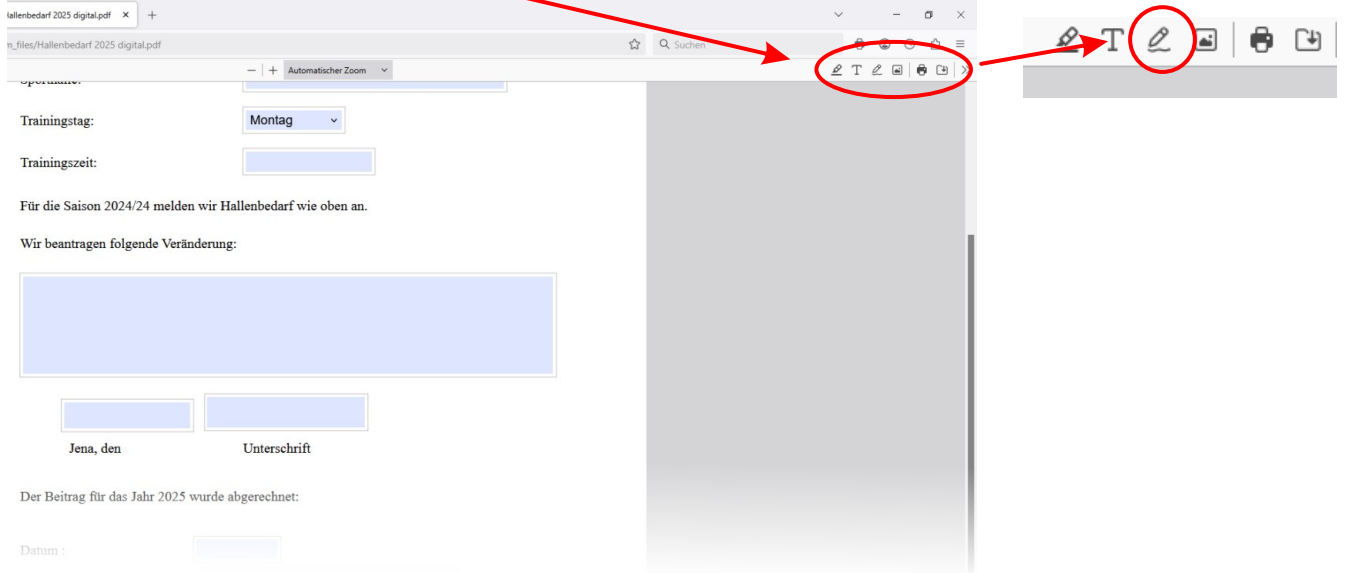 Hallenbedarf 2025 digital.pdf
m_files/Hallenbedarf 2025 digital.pdf
Suchen
Automatischer Zoom
Trainingstag:
Montag
Trainingszeit:
Für die Saison 2024/24 melden wir Hallenbedarf wie oben an.
Wir beantragen folgende Veränderung:
Jena, den
Unterschrift
Der Beitrag für das Jahr 2025 wurde abgerechnet:
Datum :